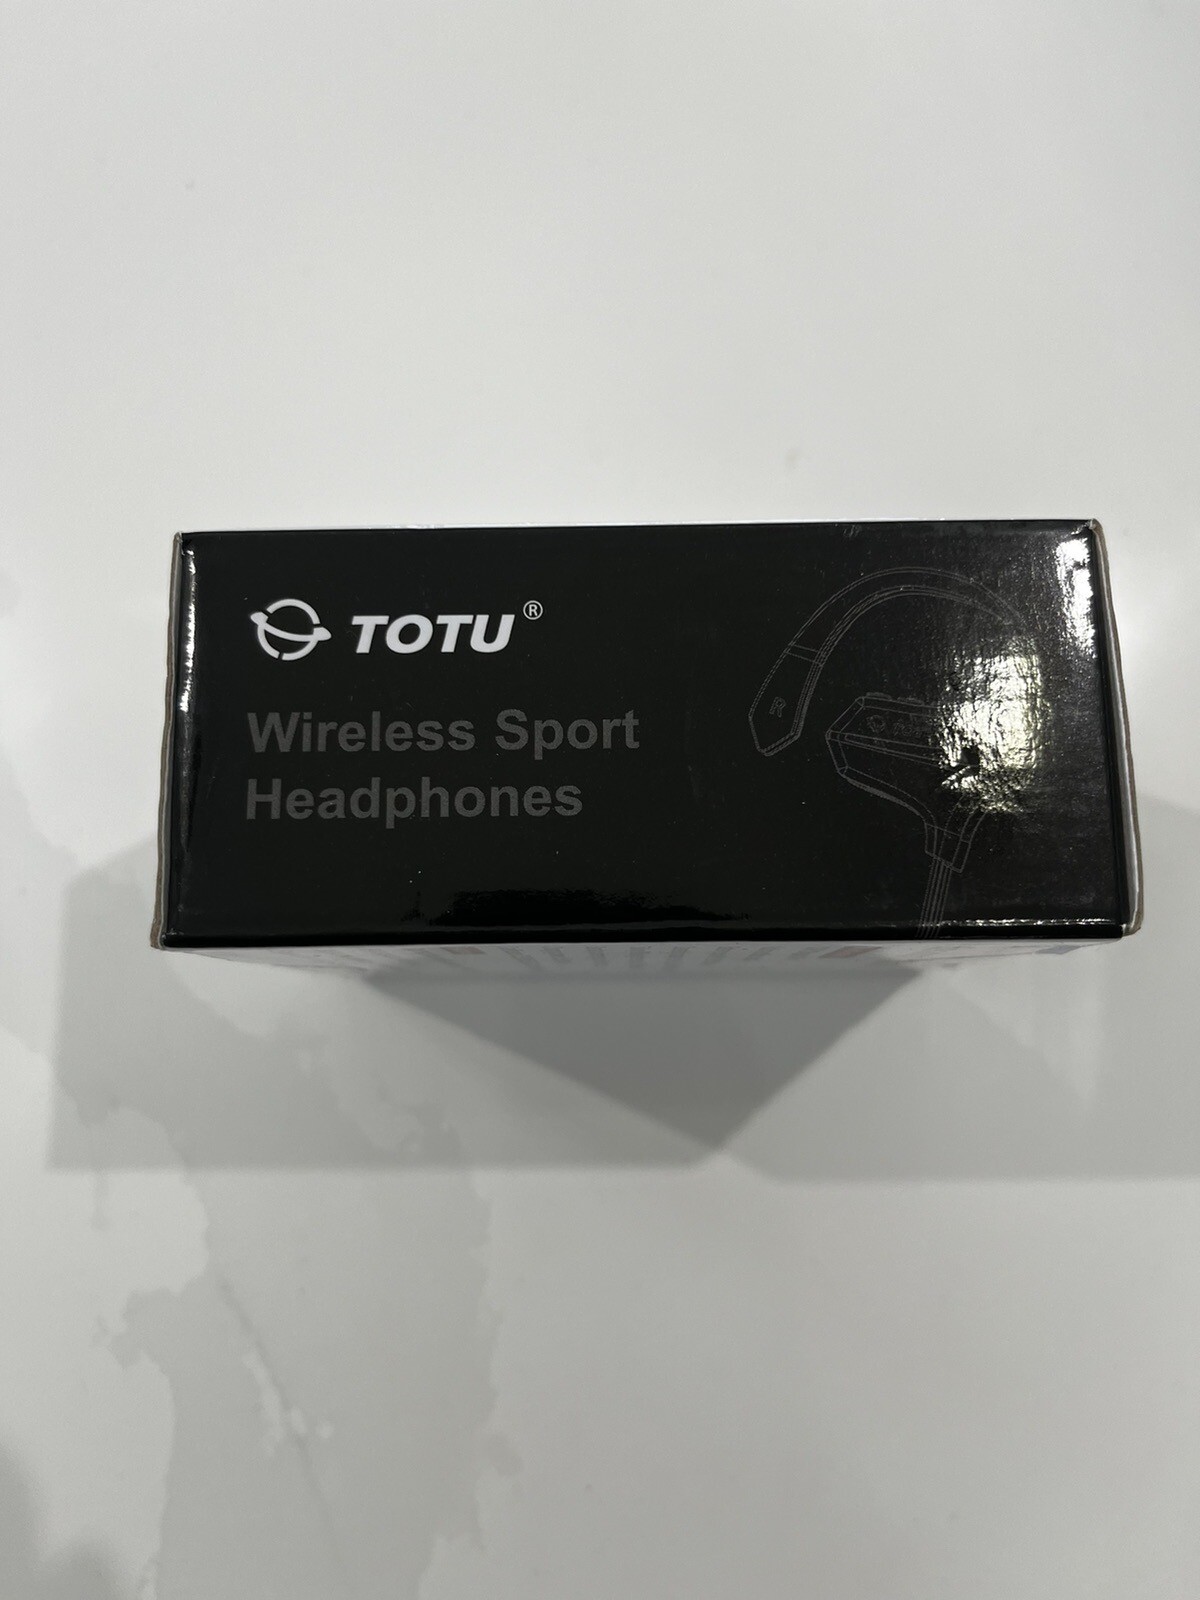 TOTU®
Wireless Sport
Headphones
R